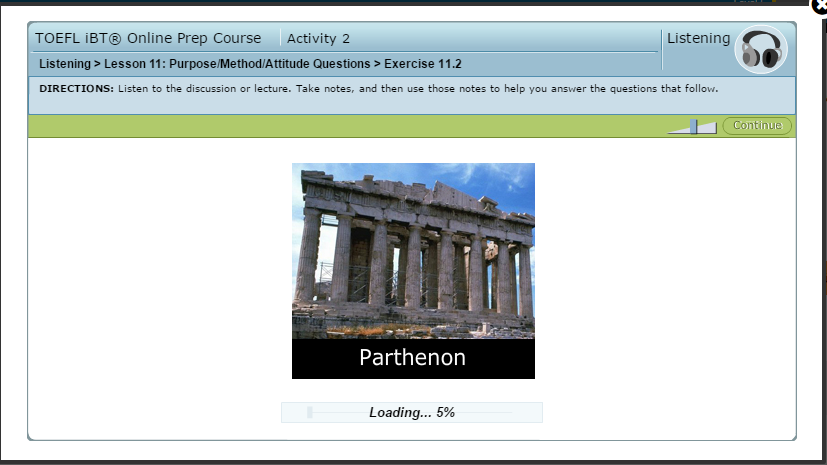 TOEFL iBT® Online Prep Course
Activity 2
Listening
Listening > Lesson 11: Purpose/Method/Attitude Questions > Exercise 11.2
DIRECTIONS: Listen to the discussion or lecture. Take notes, and then use those notes to help you answer the questions that follow.
Continue
Parthenon
Loading... 5%